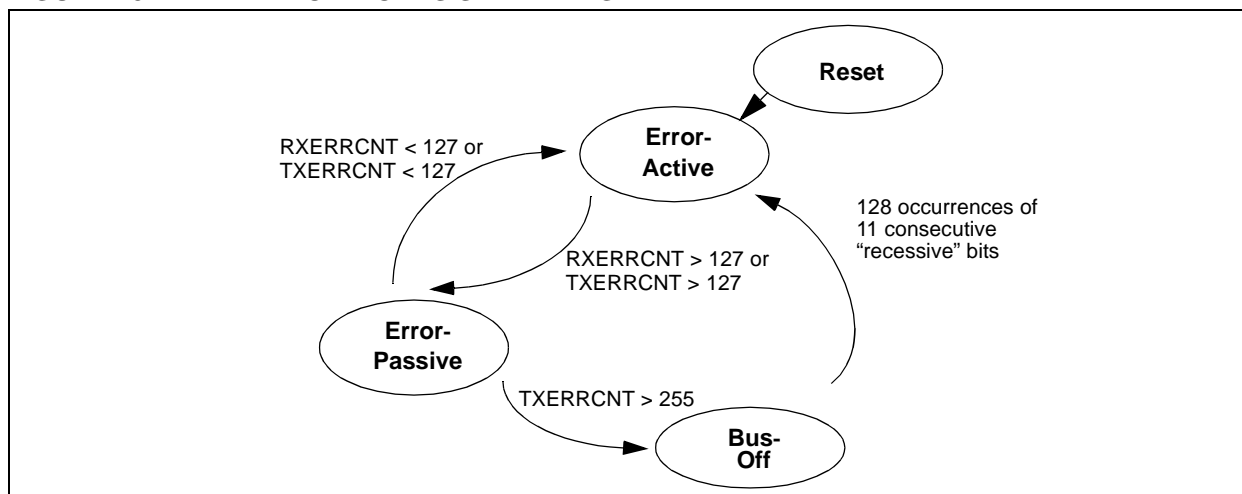 Reset
Error-
Active
RXERRCNT < 127 or
TXERRCNT < 127
128 occurrences of
11 consecutive
“recessive” bits
RXERRCNT > 127 or
TXERRCNT > 127
Error-
Passive
TXERRCNT > 255
Bus-
Off